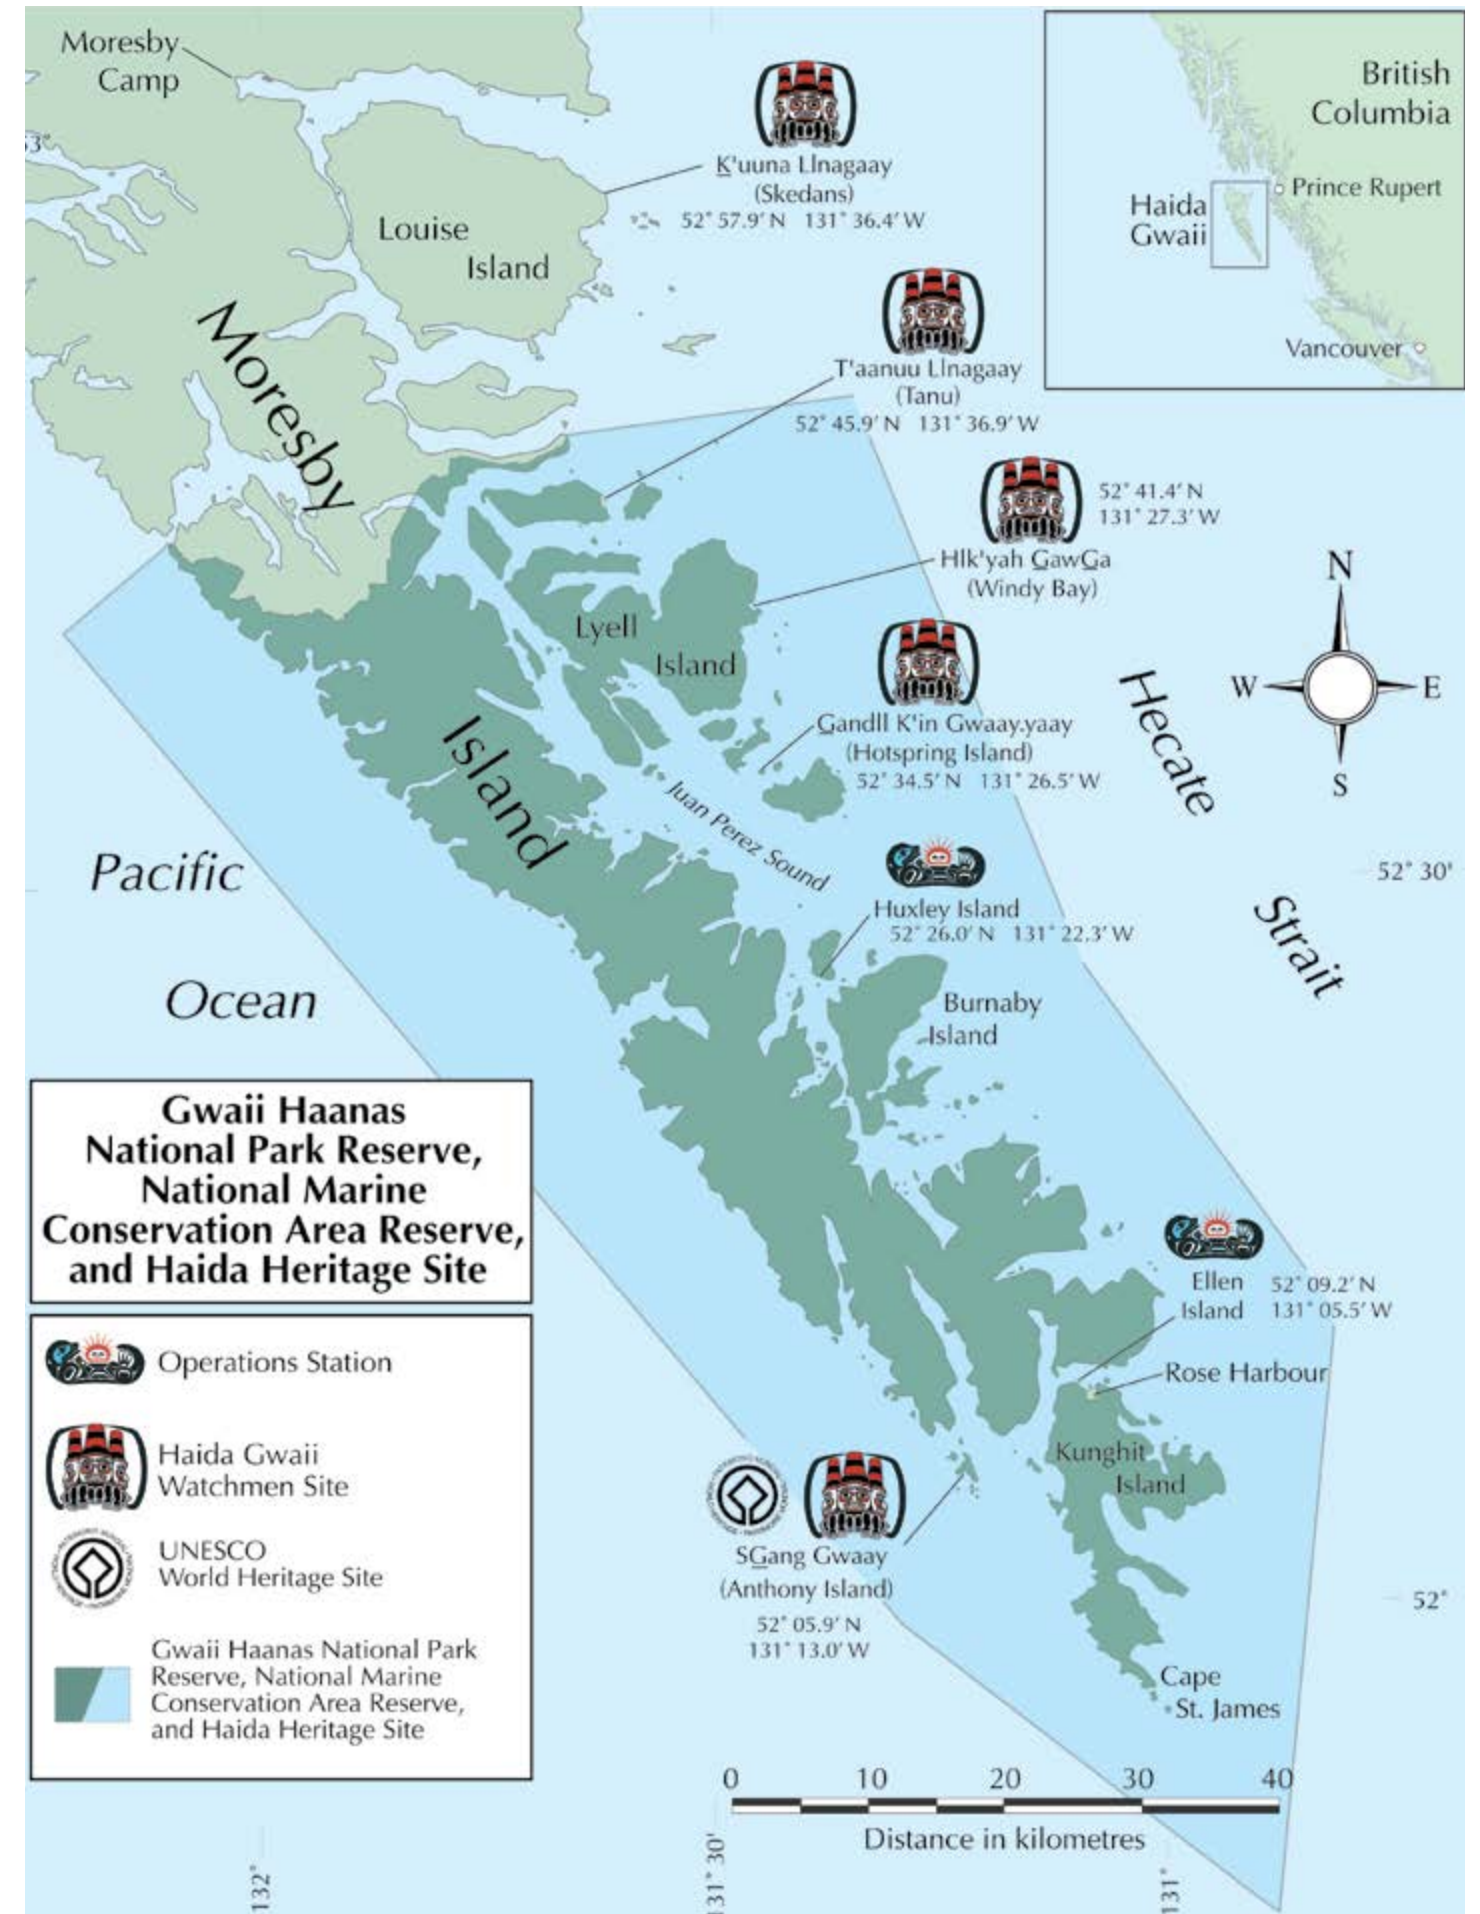 Moresby
Camp
53°
Louise
Island
K'uuna Llnagaay
(Skedans)
52° 57.9' N 131° 36.4' W
British
Columbia
Prince Rupert
Haida
Gwaii
Vancouver
T'aanuu Llnagaay
(Tanu)
52° 45.9' N 131° 36.9' W
Moresby
Island
52° 41.4' N
131° 27.3' W
Hlk'yah GawGa
(Windy Bay)
N
W
E
S
Lyell
Island
Gandll K'in Gwaay.yaay
(Hotspring Island)
52° 34.5' N 131° 26.5' W
Hecate
Strait
Juan Perez Sound
Pacific
Ocean
52° 30'
Huxley Island
52° 26.0' N 131° 22.3' W
Burnaby
Island
Gwaii Haanas
National Park Reserve,
National Marine
Conservation Area Reserve,
and Haida Heritage Site
Ellen
Island
52° 09.2' N
131° 05.5' W
Rose Harbour
Kunghit
Island
Operations Station
Haida Gwaii
Watchmen Site
UNESCO
World Heritage Site
Gwaii Haanas National Park
Reserve, National Marine
Conservation Area Reserve,
and Haida Heritage Site
SGang Gwaay
(Anthony Island)
52° 05.9' N
131° 13.0' W
52°
Cape
St. James
0 10 20 30 40
Distance in kilometres
132°
131° 30'
131°